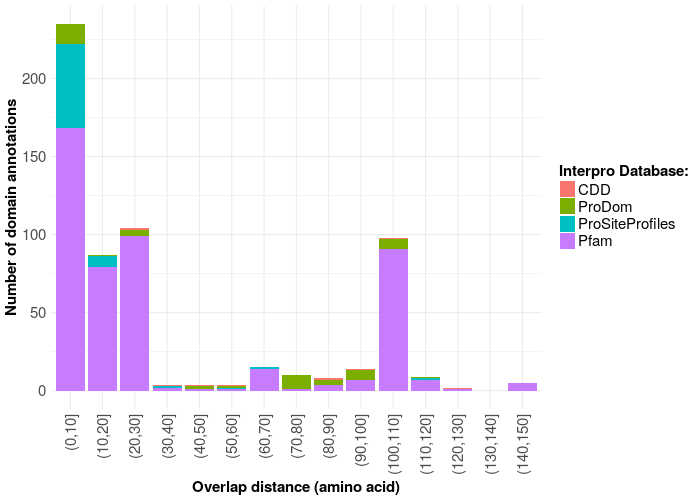 Number of domain annotations
200
150
100
50
0
(0,10]
(10,20]
(20,30]
(30,40]
(40,50]
(50,60]
(60,70]
(70,80]
(80,90]
(90,100]
(100,110]
(110,120]
(120,130]
(130,140]
(140,150]
Overlap distance (amino acid)
Interpro Database:
CDD
ProDom
ProSiteProfiles
Pfam